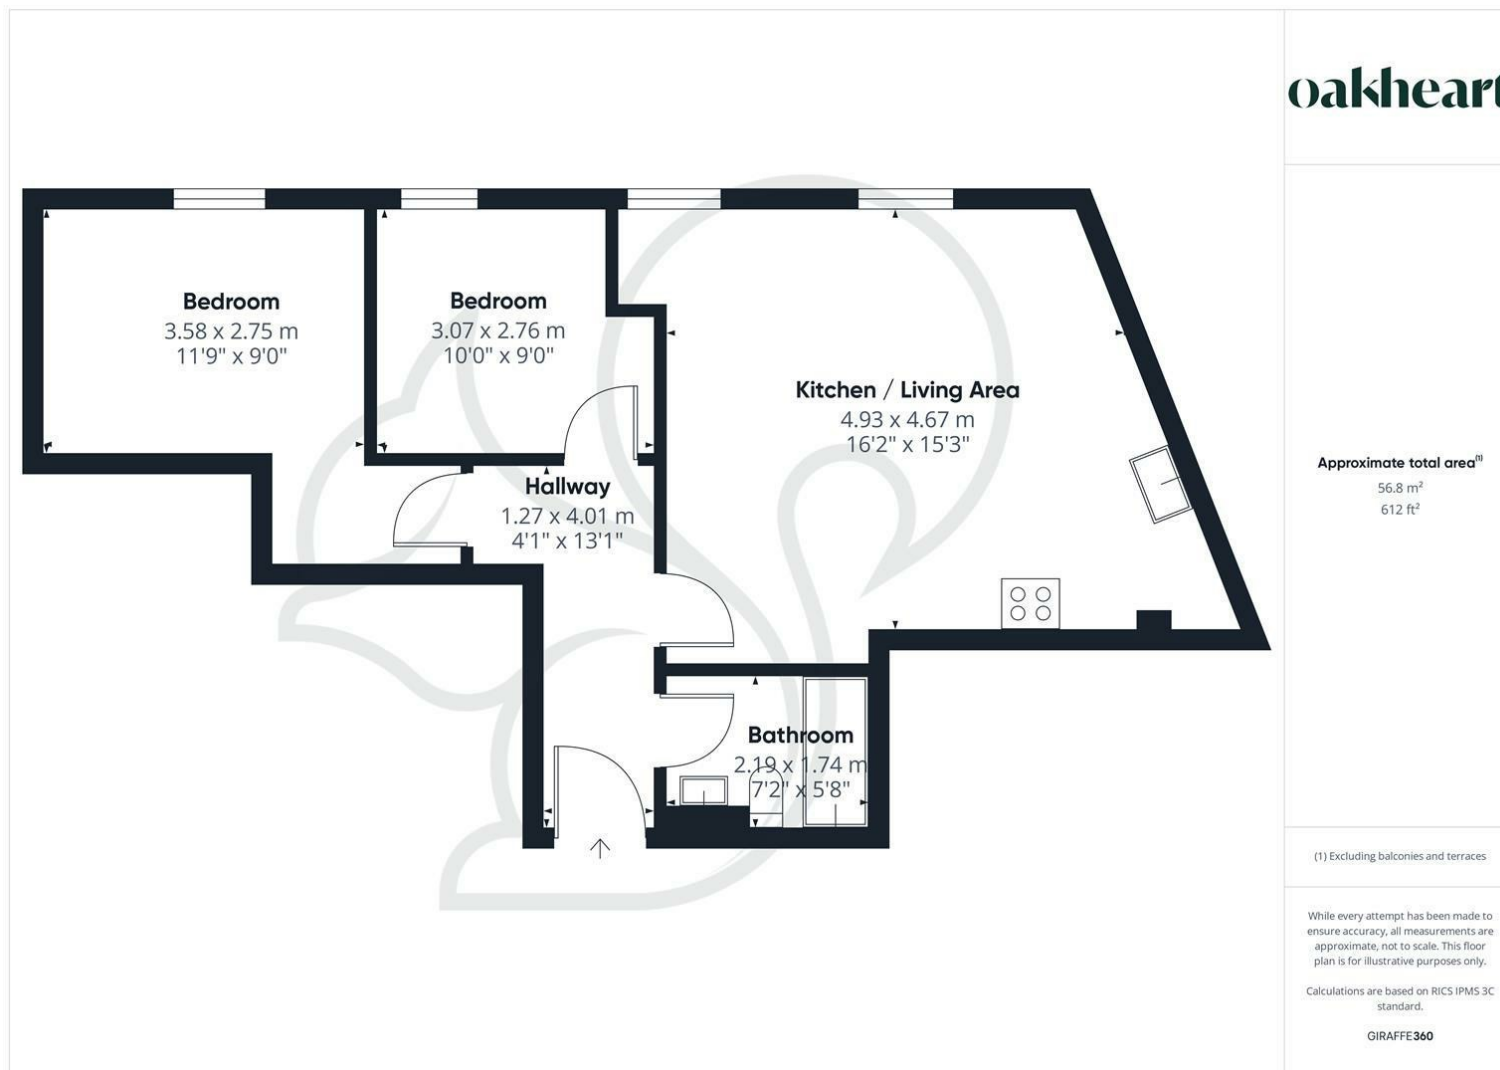 oakheart
Bedroom
3.58 x 2.75 m
11'9" x 9'0"
Bedroom
3.07 x 2.76 m
10'0" x 9'0"
Kitchen / Living Area
4.93 x 4.67 m
16'2" x 15'3"
Hallway
1.27 x 4.01 m
4'1" x 13'1"
Bathroom
2.19 x 1.74 m
7'2" x 5'8"
Approximate total area⁽¹⁾
56.8 m²
612 ft²
(1) Excluding balconies and terraces
While every attempt has been made to
ensure accuracy, all measurements are
approximate, not to scale. This floor
plan is for illustrative purposes only.
Calculations are based on RICS IPMS 3C
standard.
GIRAFFE360